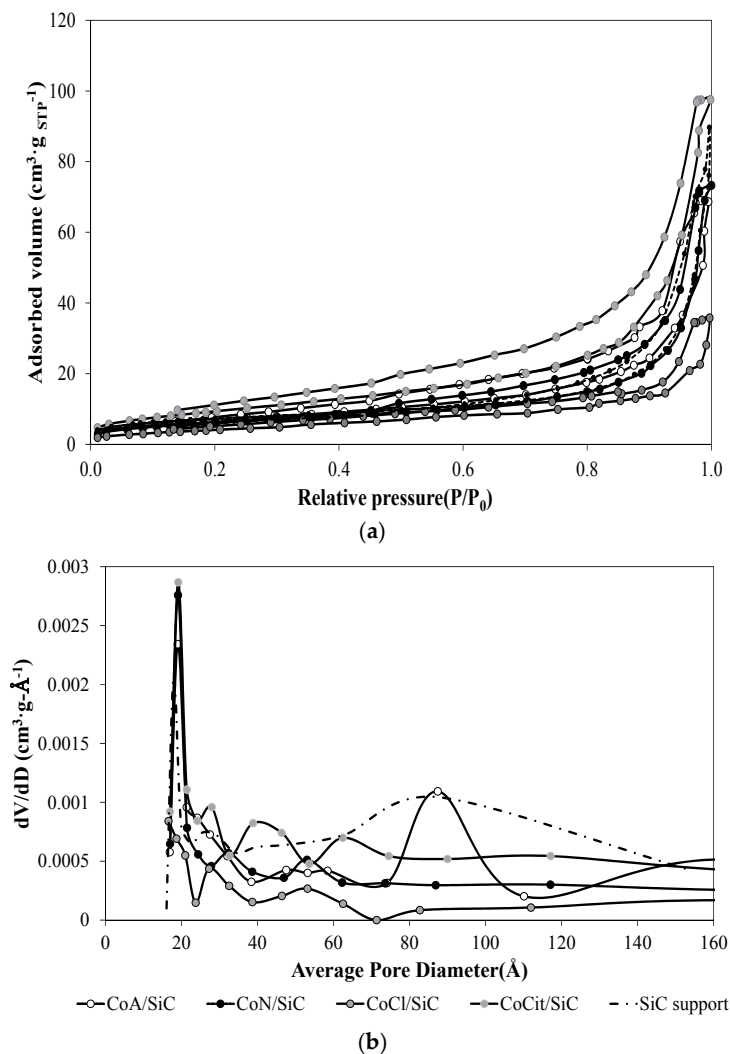 120
100
80
60
40
20
0
Adsorbed volume (cm³·g STP⁻¹)
0.0 0.2 0.4 0.6 0.8 1.0
Relative pressure(P/P₀)
(a)
0.003
0.0025
0.002
0.0015
0.001
0.0005
0
dV/dD (cm³·g-Å⁻¹)
0 20 40 60 80 100 120 140 160
Average Pore Diameter(Å)
CoA/SiC CoN/SiC CoCl/SiC CoCit/SiC SiC support
(b)